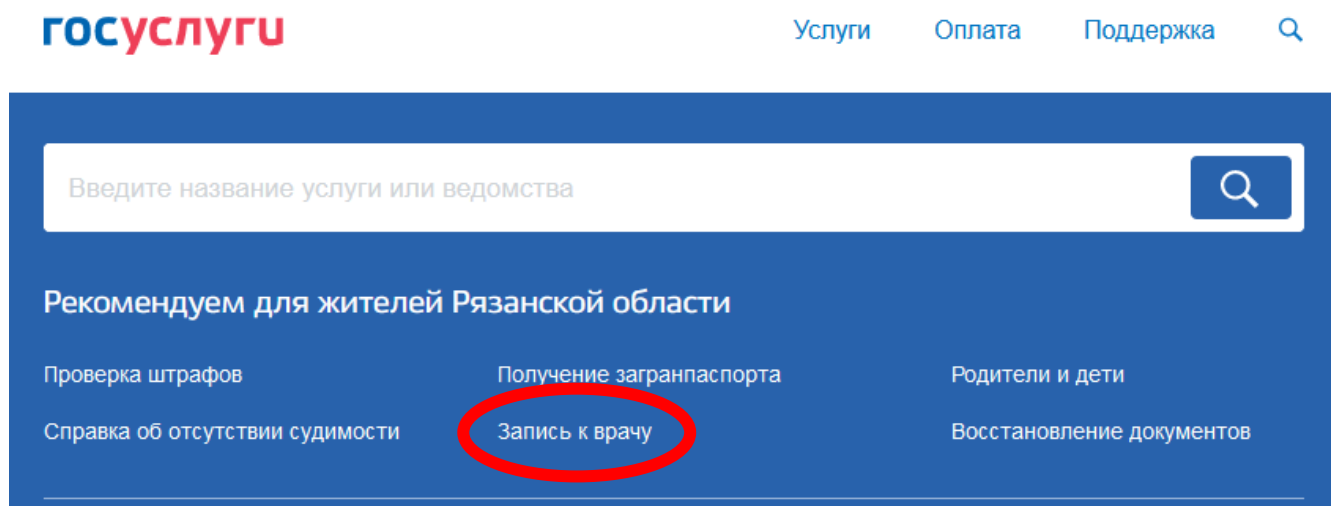 госуслуги
Услуги Оплата Поддержка
Введите название услуги или ведомства
Рекомендуем для жителей Рязанской области
Проверка штрафов Получение загранпаспорта Родители и дети
Справка об отсутствии судимости Запись к врачу Восстановление документов